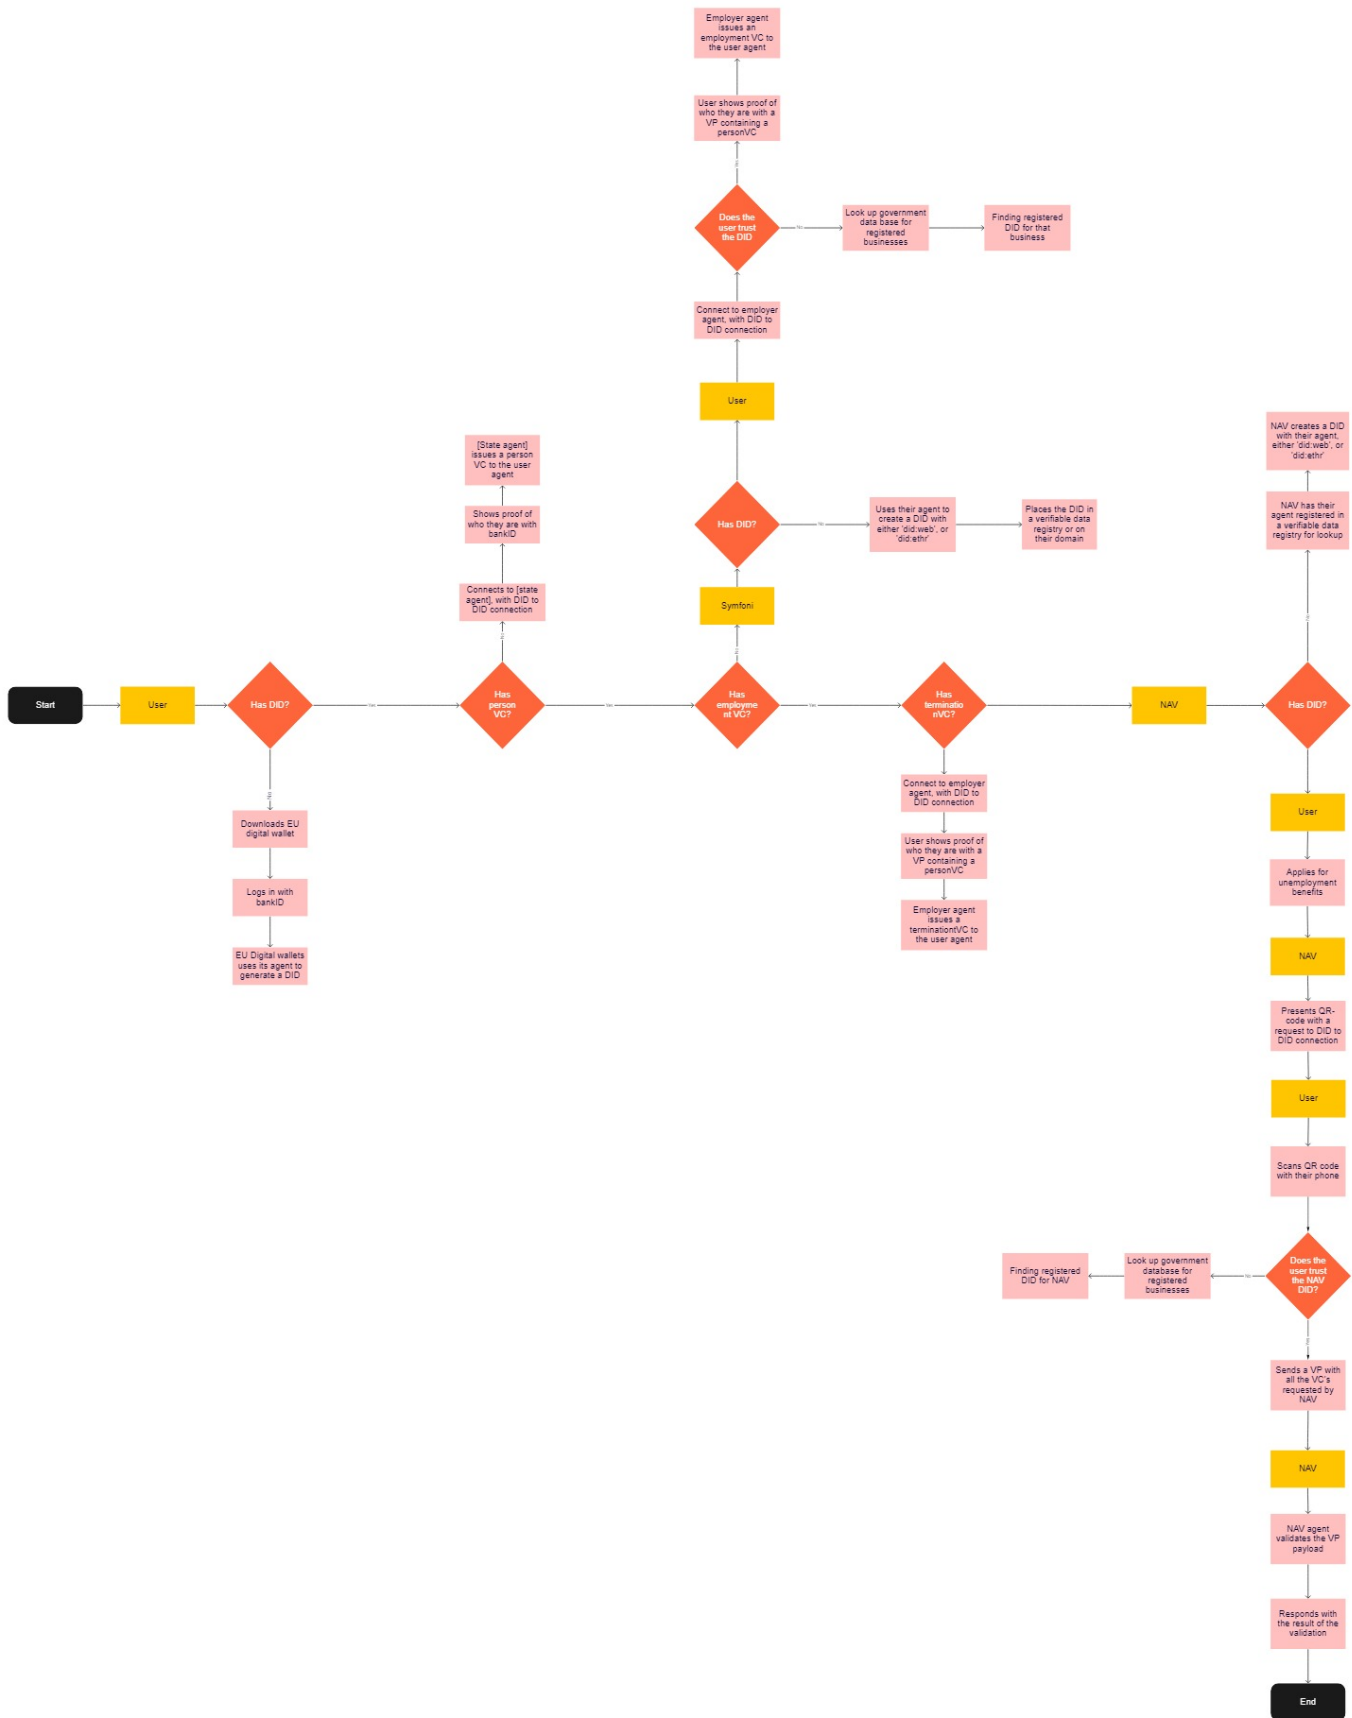 Employer agent
issues an
employment VC to
the user agent
User shows proof of
who they are with a
VP containing a
personVC
Does the
user trust
the DID
No
Look up government
data base for
registered
businesses
Finding registered
DID for that
business
Connect to employer
agent, with DID to
DID connection
User
[State agent]
issues a person
VC to the user
agent
Shows proof of
who they are with
bankID
Connects to [state
agent], with DID to
DID connection
Has DID?
No
Uses their agent to
create a DID with
either 'did:web', or
'did:ethr'
Places the DID in
a verifiable data
registry or on
their domain
Symfoni
NAV creates a DID
with their agent,
either 'did:web', or
'did:ethr'
NAV has their
agent registered in
a verifiable data
registry for lookup
Start
User
Has DID?
Yes
Has
person
VC?
Yes
Has
employme
nt VC?
Yes
Has
terminatio
nVC?
NAV
Has DID?
No
Downloads EU
digital wallet
Logs in with
bankID
EU Digital wallets
uses its agent to
generate a DID
Connect to employer
agent, with DID to
DID connection
User shows proof of
who they are with a
VP containing a
personVC
Employer agent
issues a
terminationtVC to
the user agent
User
Applies for
unemployment
benefits
NAV
Presents QR-
code with a
request to DID to
DID connection
User
Scans QR code
with their phone
Does the
user trust
the NAV
DID?
No
Look up government
database for
registered
businesses
Finding registered
DID for NAV
Sends a VP with
all the VC's
requested by
NAV
NAV
NAV agent
validates the VP
payload
Responds with
the result of the
validation
End